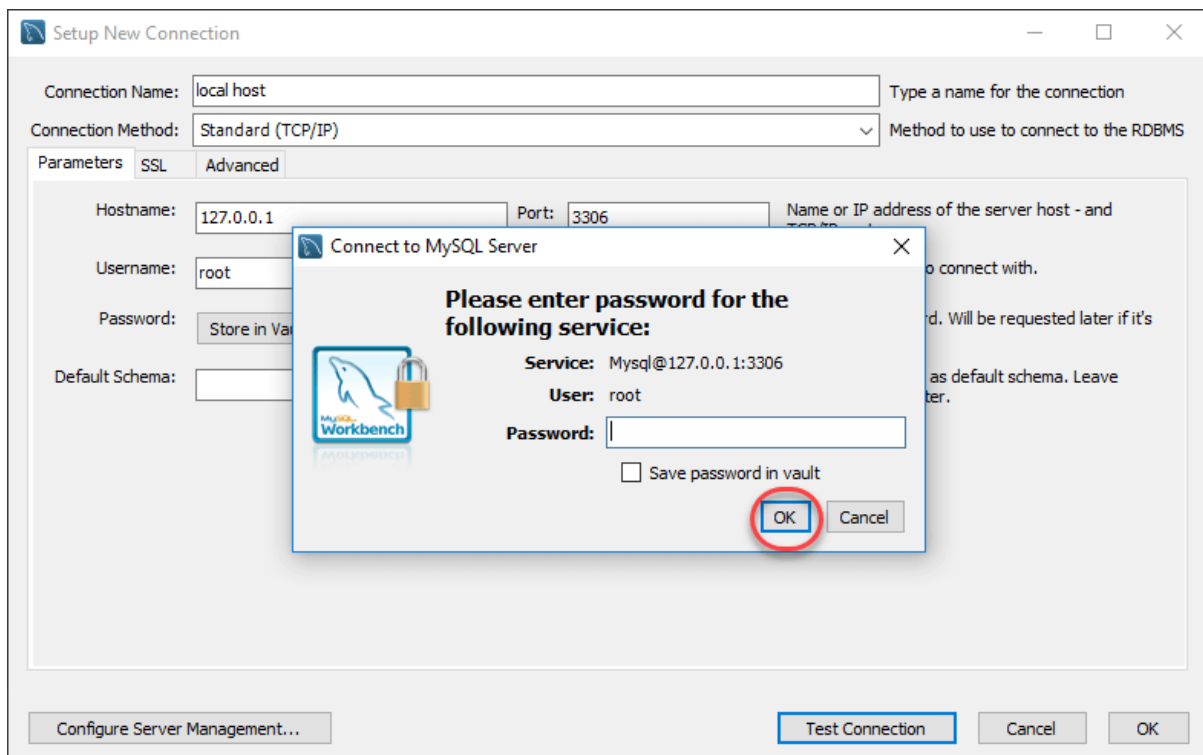 Setup New Connection
Connection Name: local host Type a name for the connection
Connection Method: Standard (TCP/IP) Method to use to connect to the RDBMS
Parameters SSL Advanced
Hostname: 127.0.0.1 Port: 3306 Name or IP address of the server host - and
Connect to MySQL Server
Username: root to connect with.
Please enter password for the
following service:
Password: Store in Will be requested later if it's
Service: Mysql@127.0.0.1:3306
Default Schema: as default schema. Leave
User: root
MySQL
Workbench
Password:
Save password in vault
OK Cancel
Configure Server Management... Test Connection Cancel OK